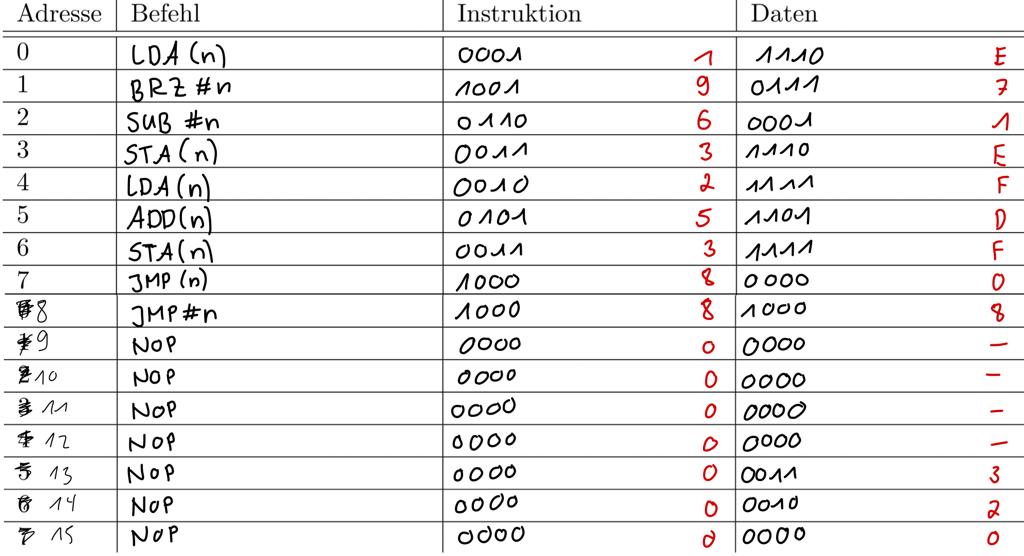 Adresse Befehl Instruktion Daten
0 LDA (n) 0001 1 1110 E
1 BRZ #n 1001 9 0111 7
2 SUB #n 0110 6 0001 1
3 STA (n) 0011 3 1110 E
4 LDA (n) 0010 2 1111 F
5 ADD (n) 0101 5 1101 D
6 STA (n) 0011 3 1111 F
7 JMP (n) 1000 8 0000 0
8 JMP #n 1000 8 1000 8
9 NOP 0000 0 0000 –
10 NOP 0000 0 0000 –
11 NOP 0000 0 0000 –
12 NOP 0000 0 0000 –
13 NOP 0000 0 0011 3
14 NOP 0000 0 0010 2
15 NOP 0000 0 0000 0